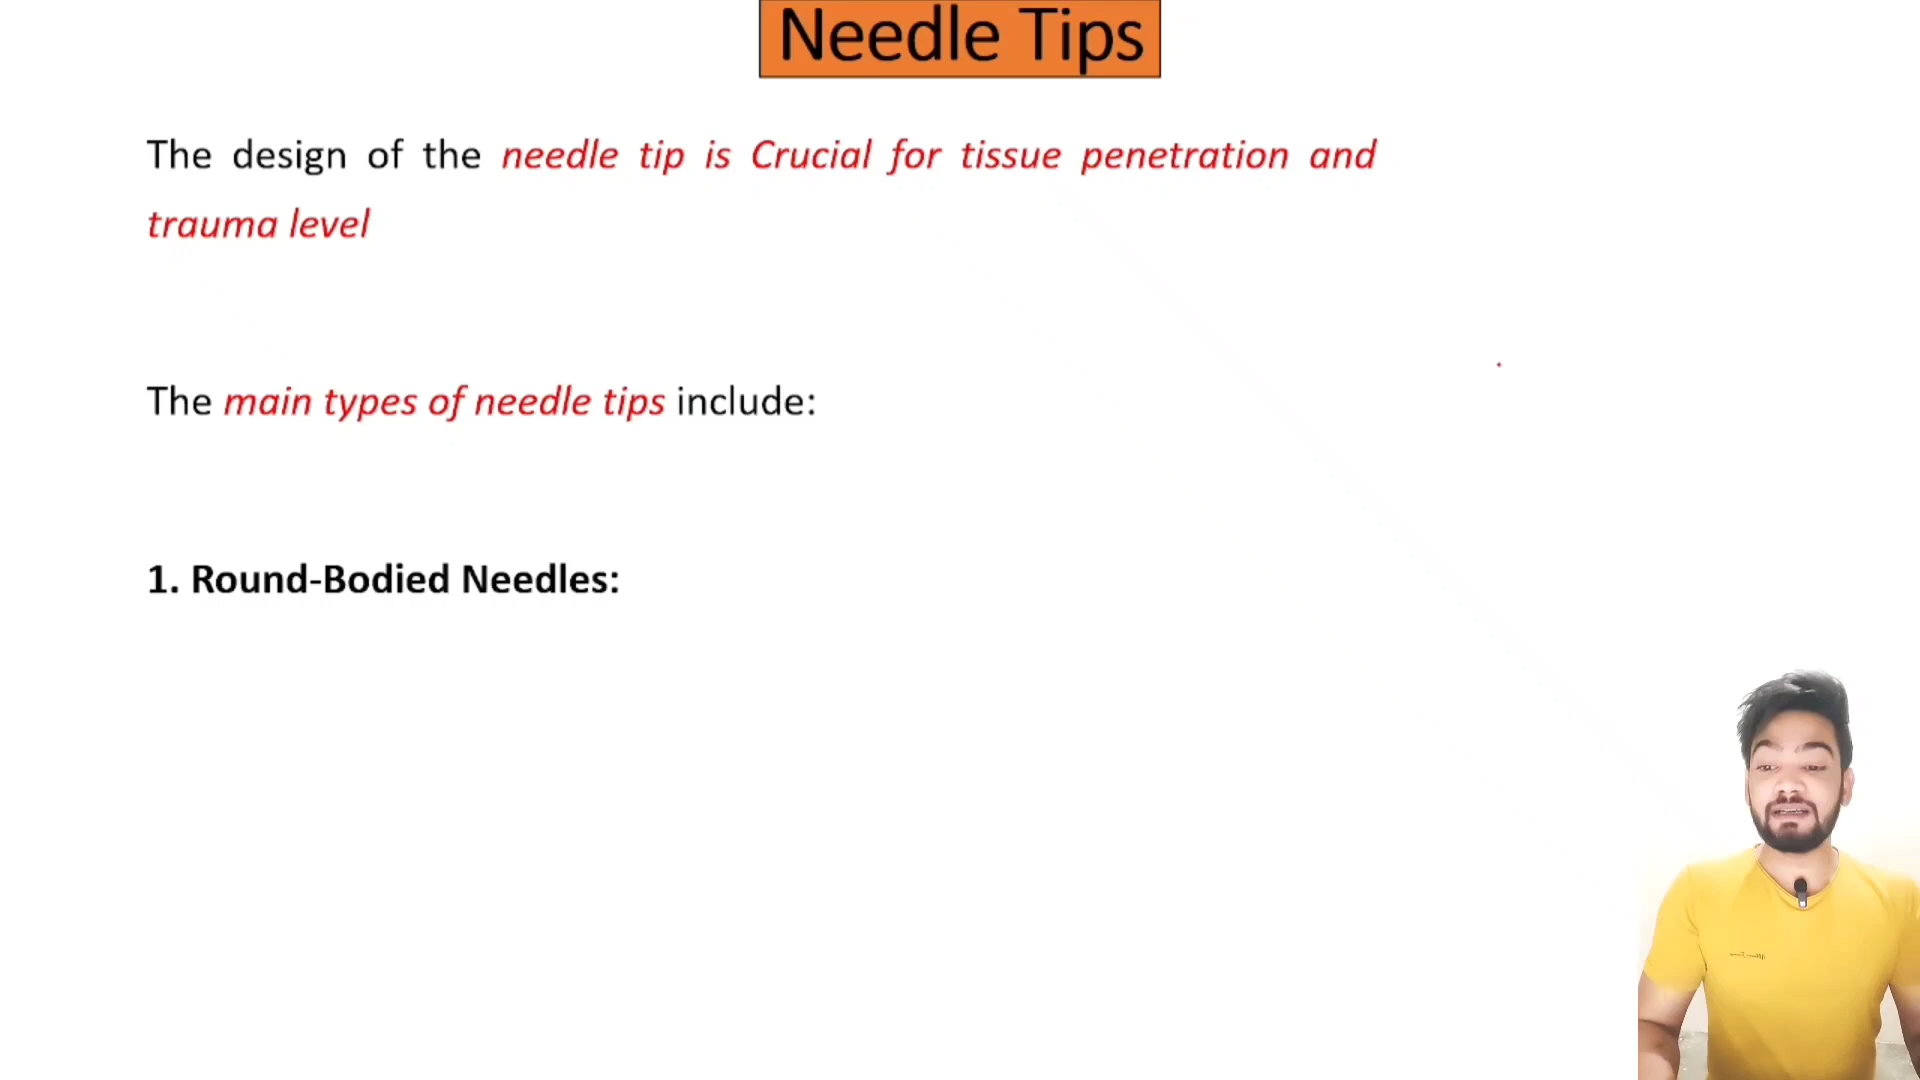 Needle Tips
The design of the needle tip is Crucial for tissue penetration and
trauma level
The main types of needle tips include:
1. Round-Bodied Needles: